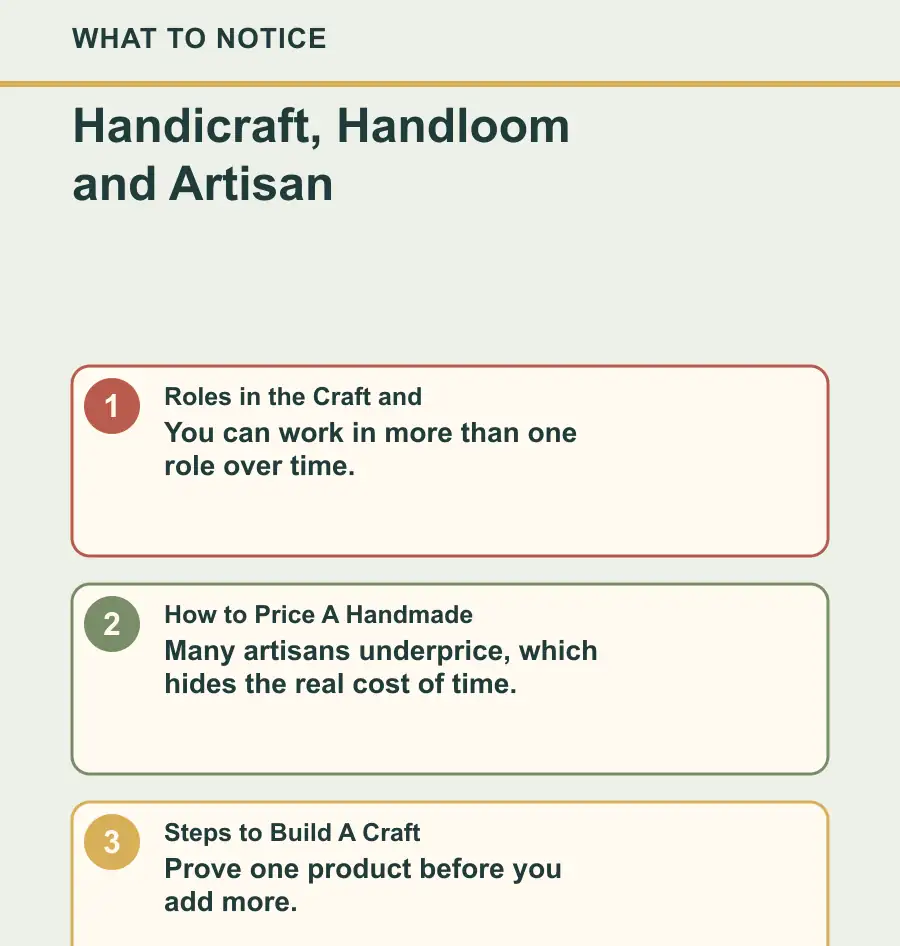 WHAT TO NOTICE
Handicraft, Handloom
and Artisan
1
Roles in the Craft and
You can work in more than one
role over time.
2
How to Price A Handmade
Many artisans underprice, which
hides the real cost of time.
3
Steps to Build A Craft
Prove one product before you
add more.